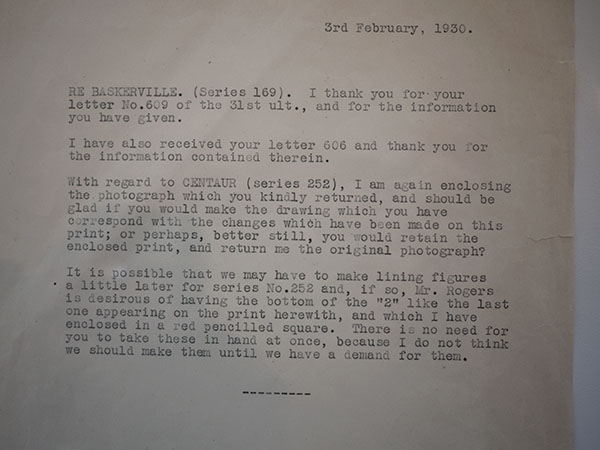 3rd February, 1930.
RE BASKERVILLE. (Series 169). I thank you for your
letter No.609 of the 31st ult., and for the information
you have given.
I have also received your letter 606 and thank you for
the information contained therein.
With regard to CENTAUR (series 252), I am again enclosing
the photograph which you kindly returned, and should be
glad if you would make the drawing which you have
correspond with the changes which have been made on this
print; or perhaps, better still, you would retain the
enclosed print, and return me the original photograph?
It is possible that we may have to make lining figures
a little later for series No.252 and, if so, Mr. Rogers
is desirous of having the bottom of the "2" like the last
one appearing on the print herewith, and which I have
enclosed in a red pencilled square. There is no need for
you to take these in hand at once, because I do not think
we should make them until we have a demand for them.
---------